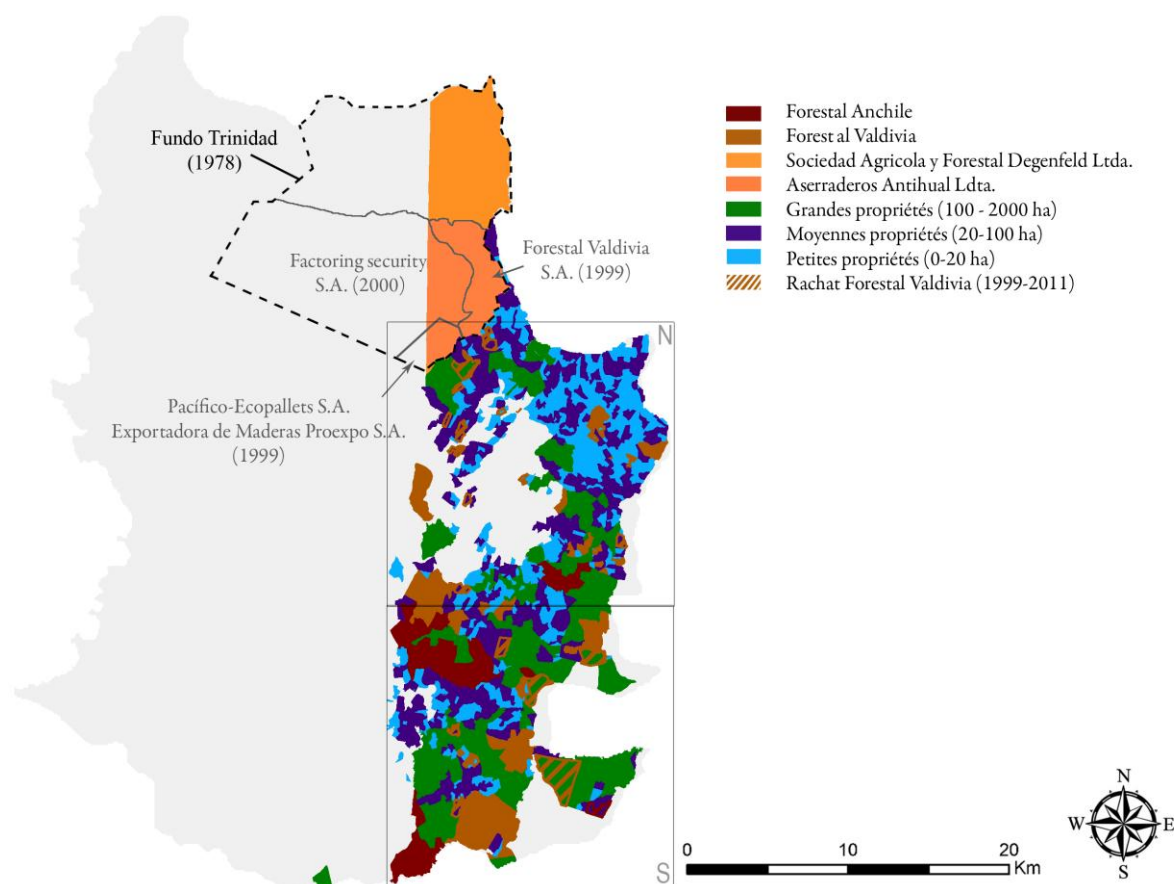 Fundo Trinidad
(1978)
Factoring security
S.A. (2000)
Forestal Valdivia
S.A. (1999)
Pacífico-Ecopallets S.A.
Exportadora de Maderas Proexpo S.A.
(1999)
N
S
Forestal Anchile
Forest al Valdivia
Sociedad Agricola y Forestal Degenfeld Ltda.
Aserraderos Antihual Ldta.
Grandes propriétés (100 - 2000 ha)
Moyennes propriétés (20-100 ha)
Petites propriétés (0-20 ha)
Rachat Forestal Valdivia (1999-2011)
0 10 20
Km
N
W E
S